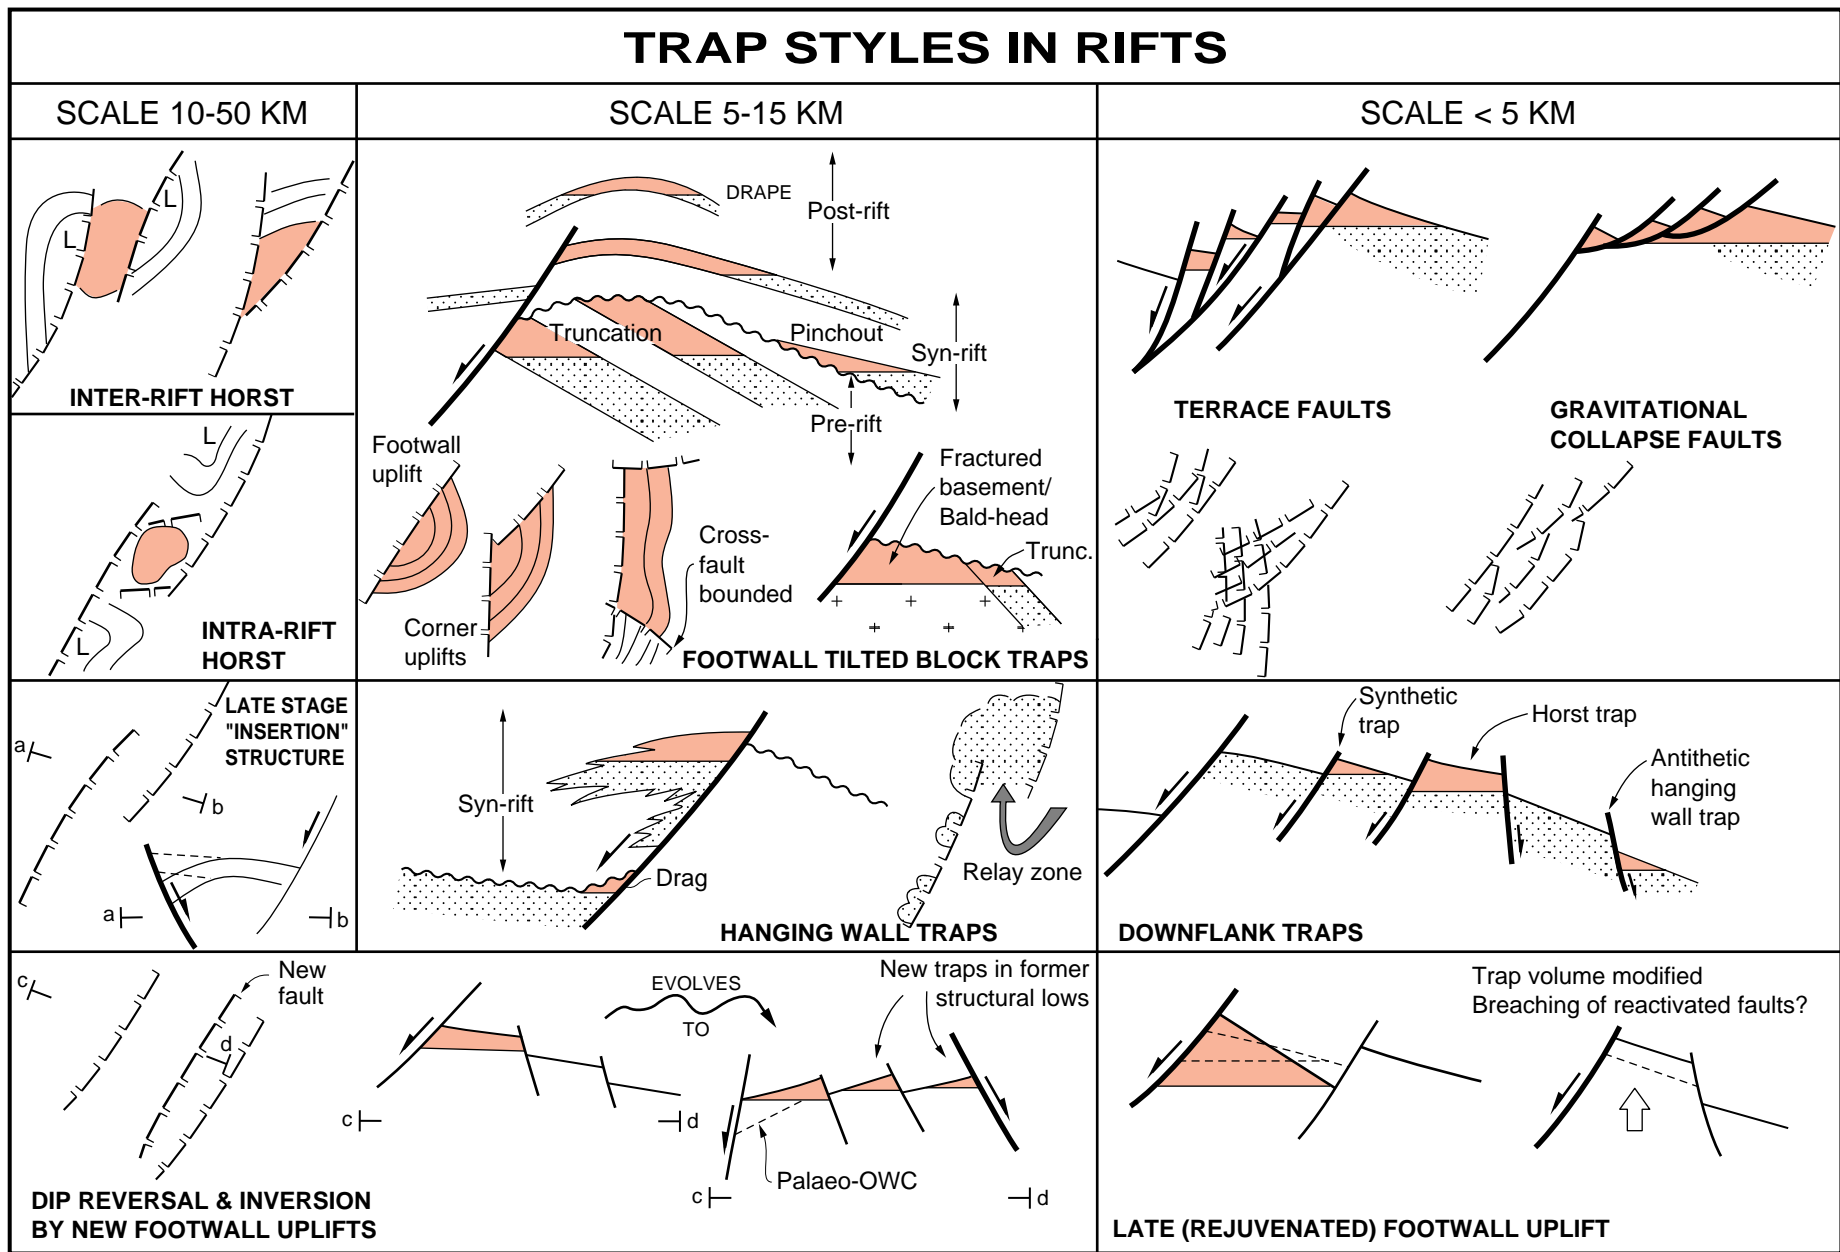 TRAP STYLES IN RIFTS
SCALE 10-50 KM
SCALE 5-15 KM
SCALE < 5 KM
L
L
INTER-RIFT HORST
L
L
INTRA-RIFT
HORST
DRAPE
Post-rift
Truncation
Pinchout
Syn-rift
Pre-rift
Footwall
uplift
Corner
uplifts
Cross-
fault
bounded
Fractured
basement/
Bald-head
Trunc.
FOOTWALL TILTED BLOCK TRAPS
TERRACE FAULTS
GRAVITATIONAL
COLLAPSE FAULTS
LATE STAGE
"INSERTION"
STRUCTURE
a
b
a
b
Syn-rift
Drag
Relay zone
HANGING WALL TRAPS
Synthetic
trap
Horst trap
Antithetic
hanging
wall trap
DOWNFLANK TRAPS
c
New
fault
d
DIP REVERSAL & INVERSION
BY NEW FOOTWALL UPLIFTS
EVOLVES
TO
New traps in former
structural lows
c
d
Palaeo-OWC
c
d
Trap volume modified
Breaching of reactivated faults?
LATE (REJUVENATED) FOOTWALL UPLIFT